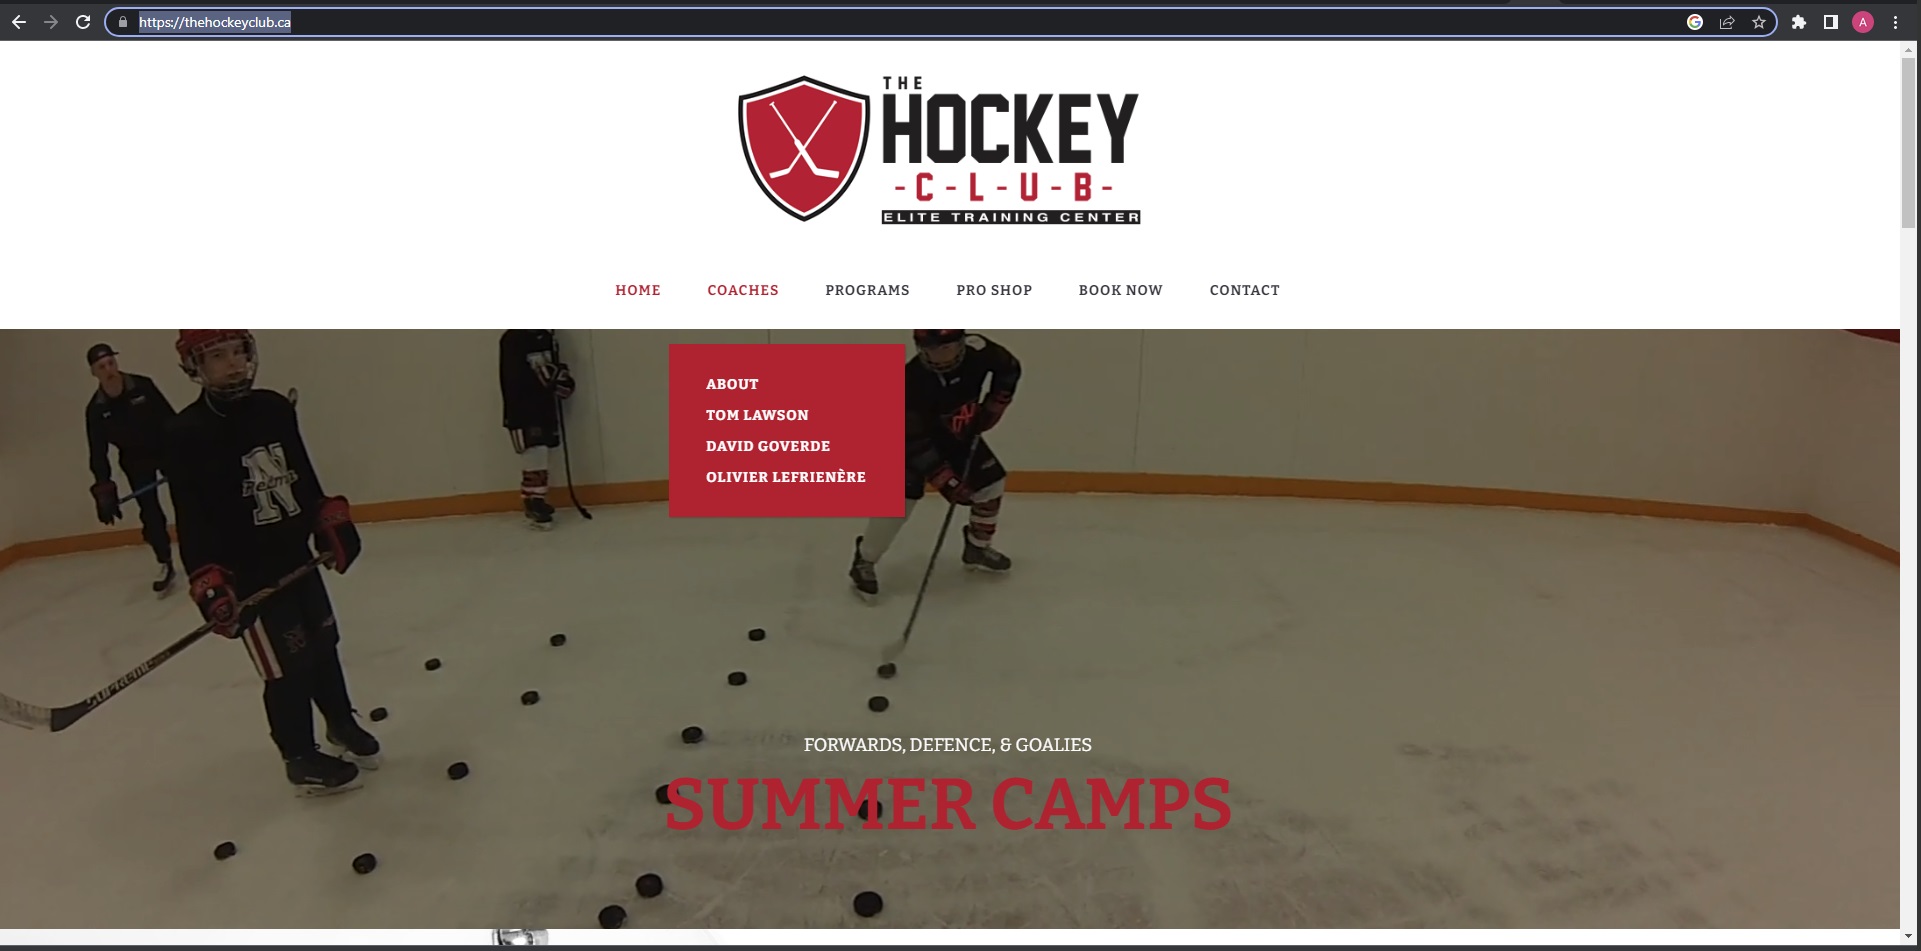 https://thehockeyclub.ca
A
THE
HOCKEY
-C-L-U-B-
ELITE TRAINING CENTER
HOME COACHES PROGRAMS PRO SHOP BOOK NOW CONTACT
ABOUT
TOM LAWSON
DAVID GOVERDE
OLIVIER LEFRIENÈRE
N
SUPREME
FORWARDS, DEFENCE, & GOALIES
SUMMER CAMPS